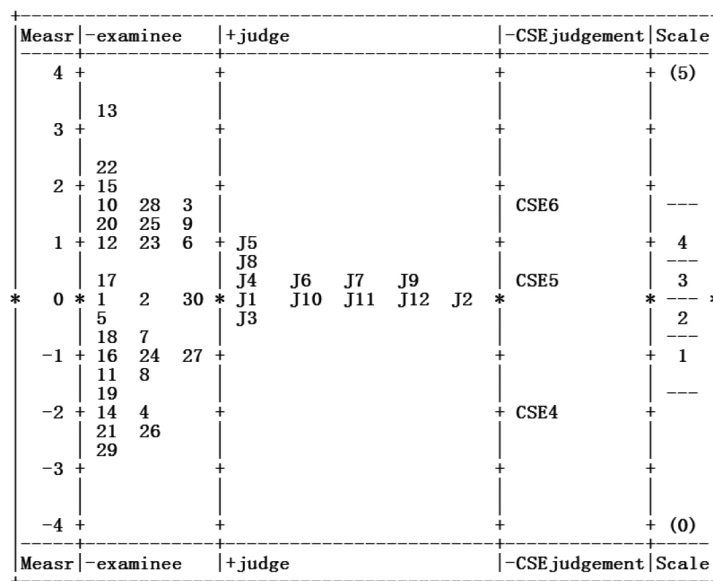 Measr|-examinee |+judge |-CSEjudgement|Scale
4 + + + + (5)
13
3 + + + +
22
2 + 15 + + +
10 28 3 CSE6 ---
20 25 9
1 + 12 23 6 + J5 + + 4
J8 ---
17 J4 J6 J7 J9 CSE5 3
* 0 * 1 2 30 * J1 J10 J11 J12 J2 * * --- *
5 J3 2
18 7 ---
-1 + 16 24 27 + + + 1
11 8
19 ---
-2 + 14 4 + + CSE4 +
21 26
29
-3 + + + +
-4 + + + + (0)
Measr|-examinee |+judge |-CSEjudgement|Scale